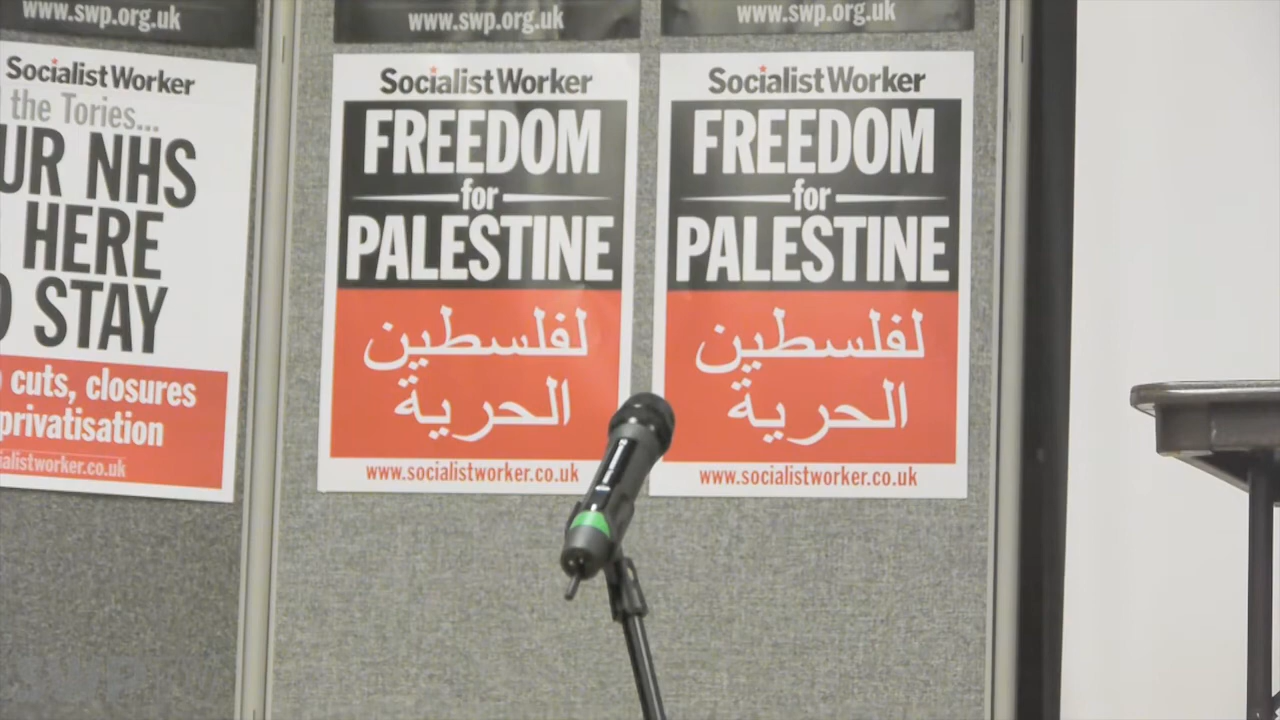 www.swp.org.uk
SocialistWorker
the Tories...
UR NHS
HERE
STAY
cuts, closures
privatisation
ialistworker.co.uk
www.swp.org.uk
SocialistWorker
FREEDOM
for
PALESTINE
لفلسطين
الحرية
www.socialistworker.co.uk
www.swp.org.uk
SocialistWorker
FREEDOM
for
PALESTINE
لفلسطين
الحرية
www.socialistworker.co.uk